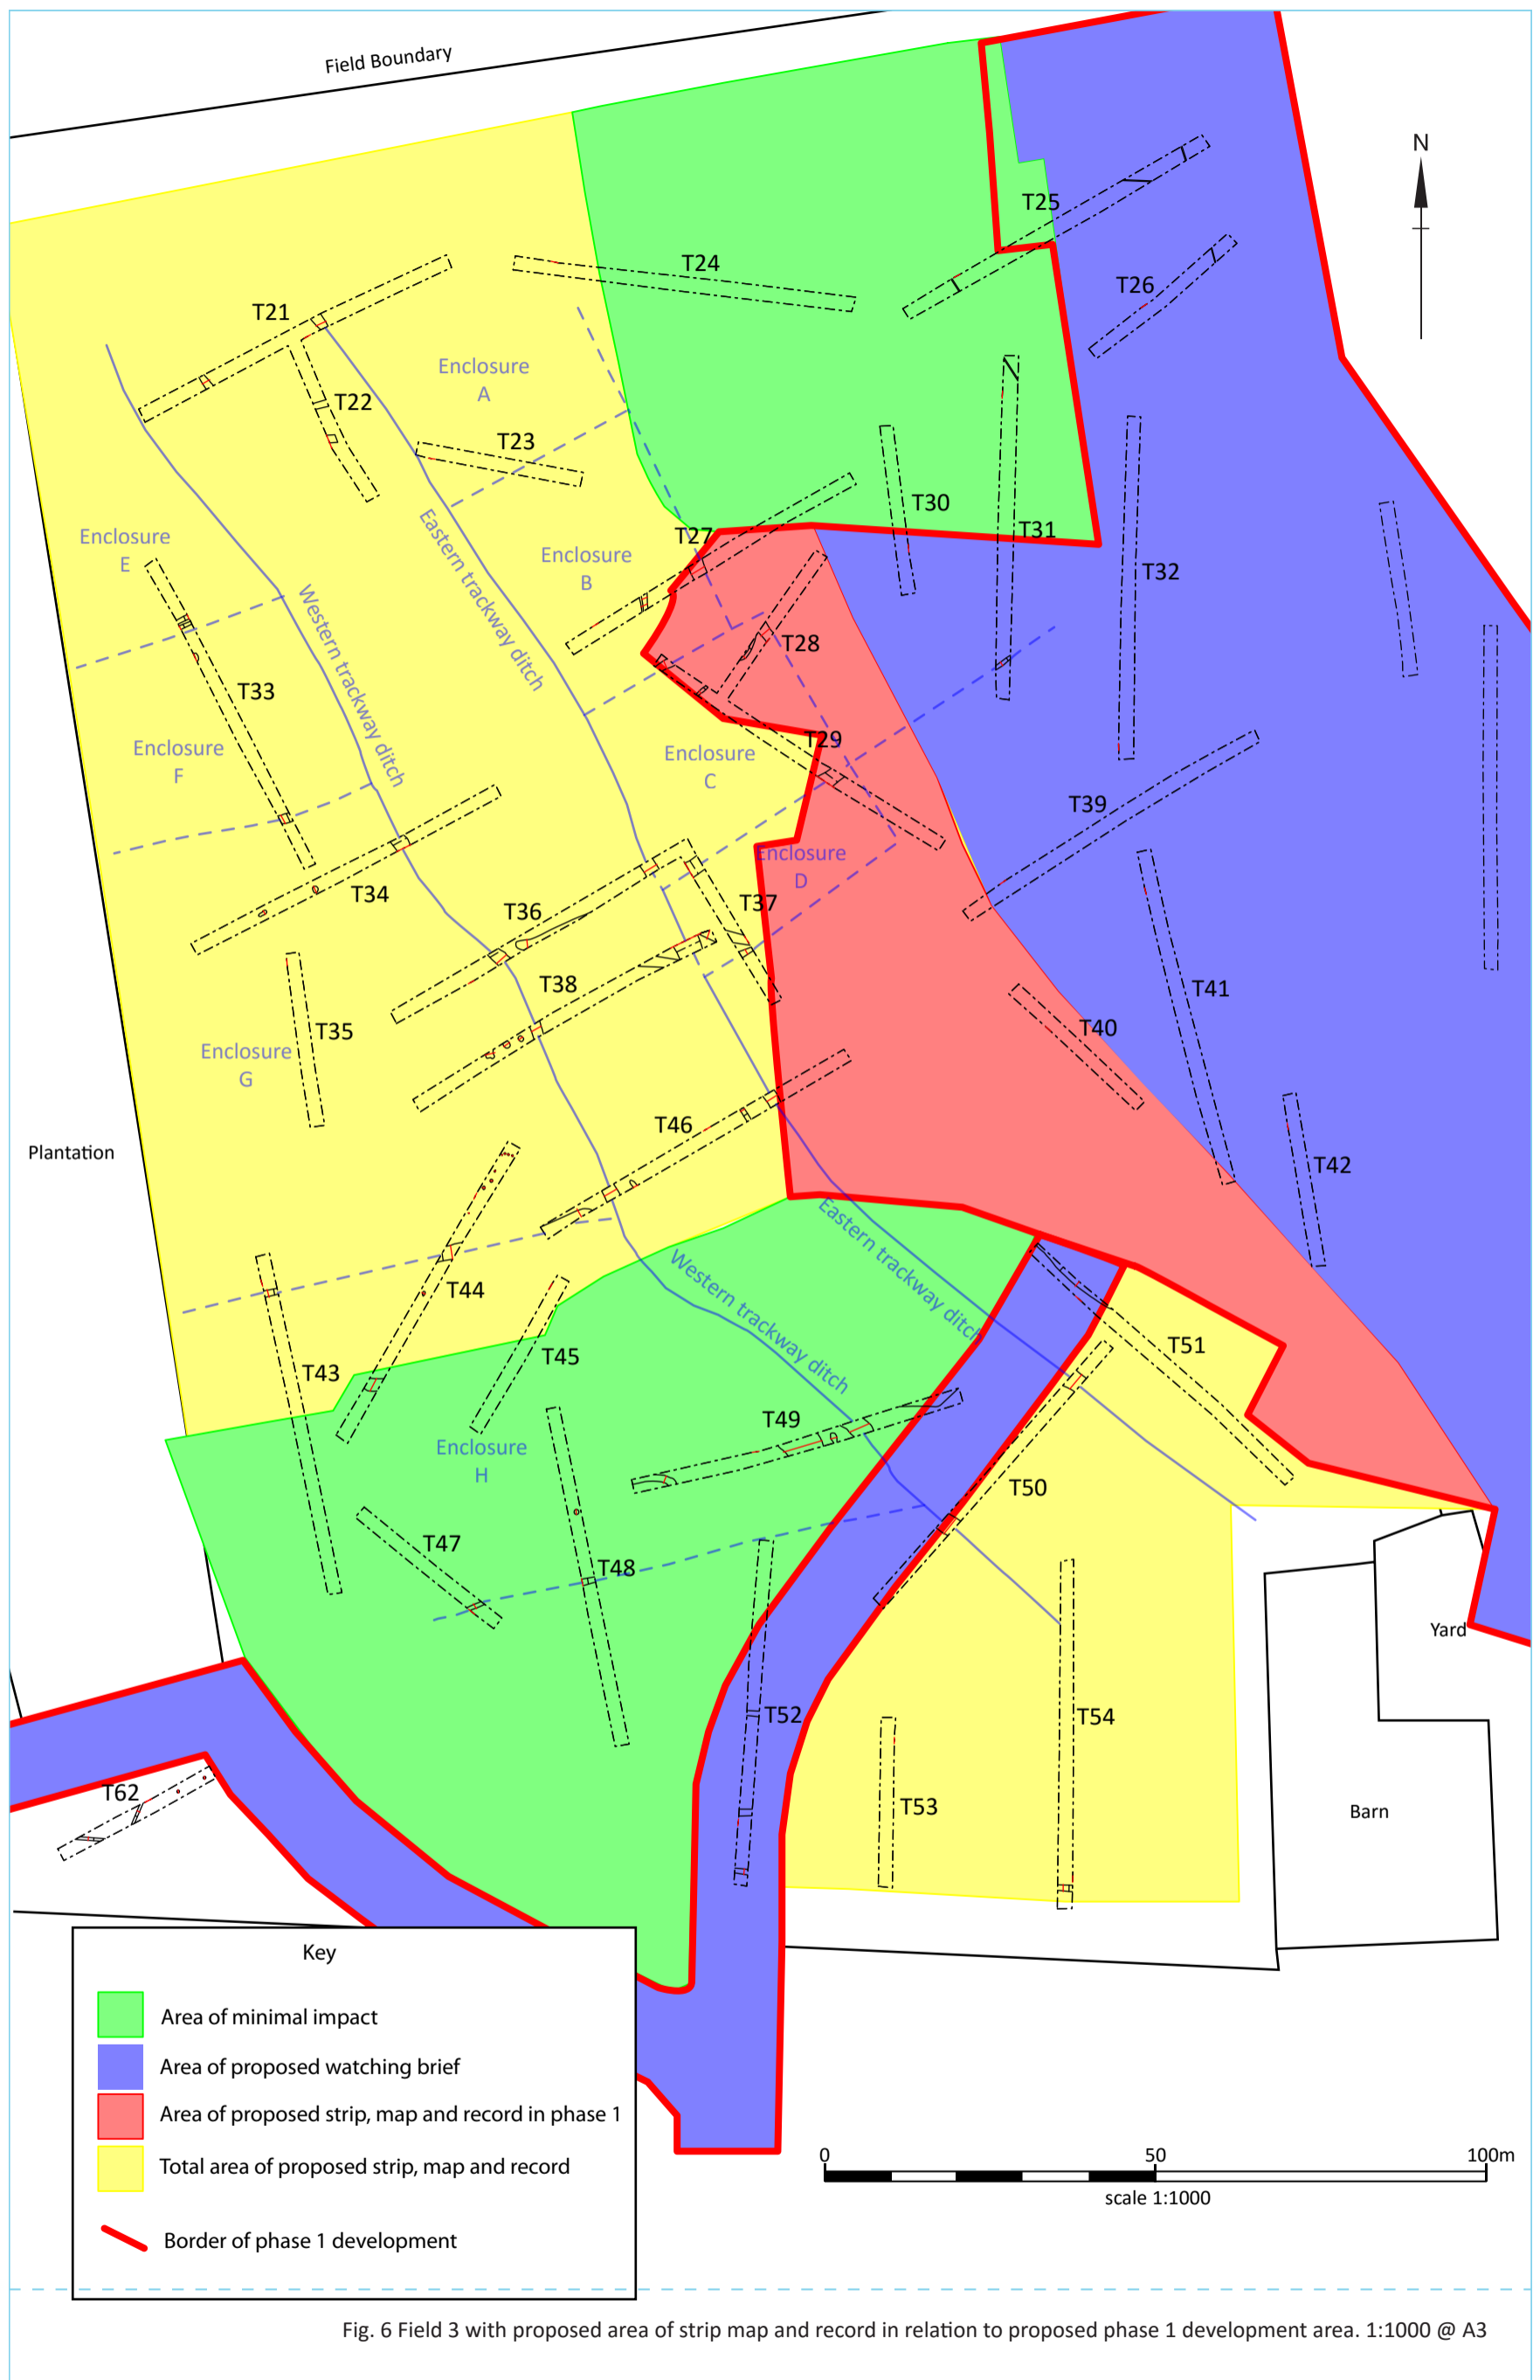 Field Boundary
N
T25
T24
T26
T21
Enclosure
A
T22
T23
T30
T31
T27
Enclosure
E
Enclosure
B
Eastern trackway ditch
T32
Western trackway ditch
T28
T33
Enclosure
F
Enclosure
C
T29
T39
Enclosure
D
T34
T36
T37
T38
T41
T35
T40
Enclosure
G
T46
Plantation
T42
Eastern trackway ditch
T44
Western trackway ditch
T51
T45
T43
T49
Enclosure
H
T50
T47
T48
Yard
T52
T54
T62
T53
Barn
Key
Area of minimal impact
Area of proposed watching brief
Area of proposed strip, map and record in phase 1
Total area of proposed strip, map and record
Border of phase 1 development
0 50 100m
scale 1:1000
Fig. 6 Field 3 with proposed area of strip map and record in relation to proposed phase 1 development area. 1:1000 @ A3